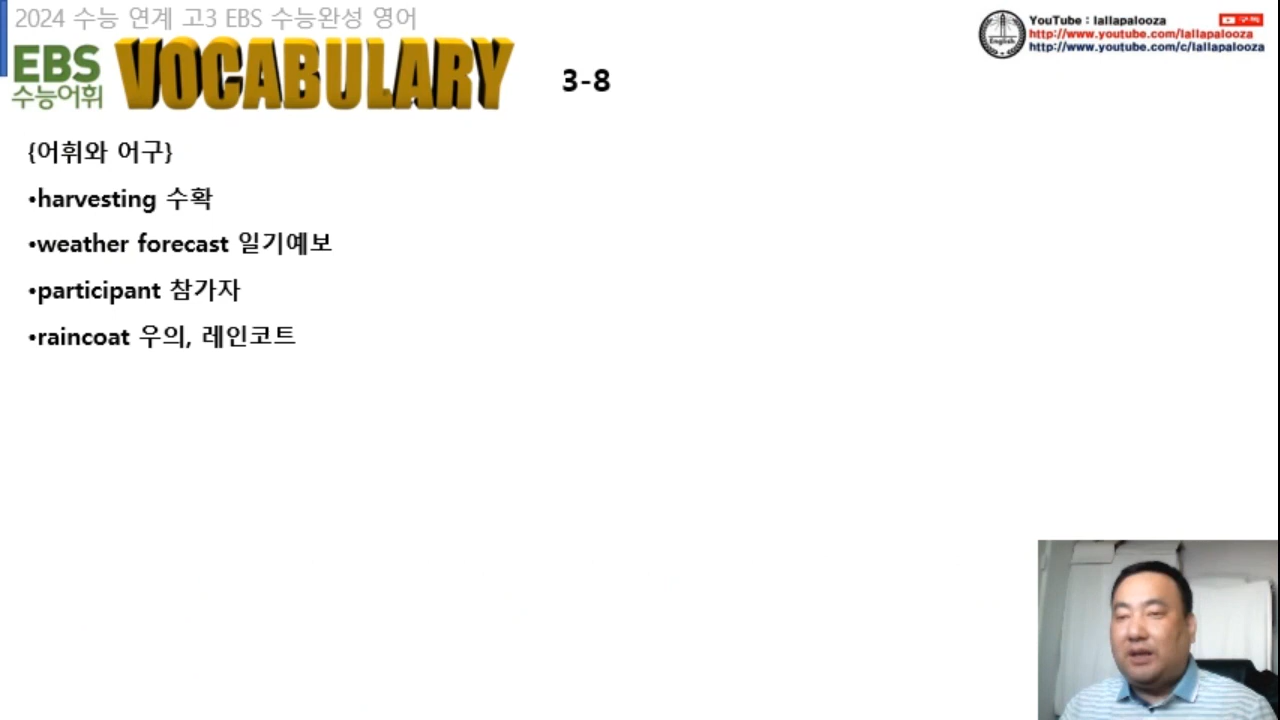 2024 수능 연계 고3 EBS 수능완성 영어
EBS
수능어휘
VOCABULARY
3-8
English
YouTube : lallapalooza
구독
http://www.youtube.com/lallapalooza
http://www.youtube.com/c/lallapalooza
{어휘와 어구}
•harvesting 수확
•weather forecast 일기예보
•participant 참가자
•raincoat 우의, 레인코트